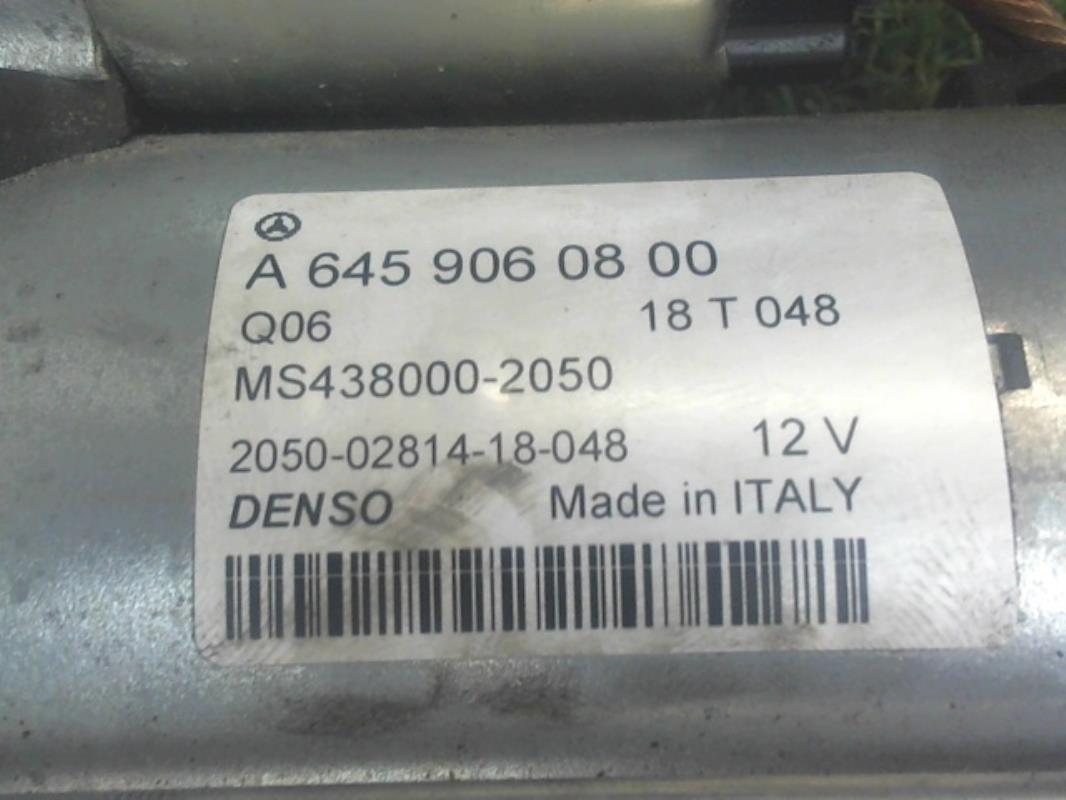 A 645 906 08 00
Q06 18 T 048
MS438000-2050
2050-02814-18-048 12 V
DENSO Made in ITALY